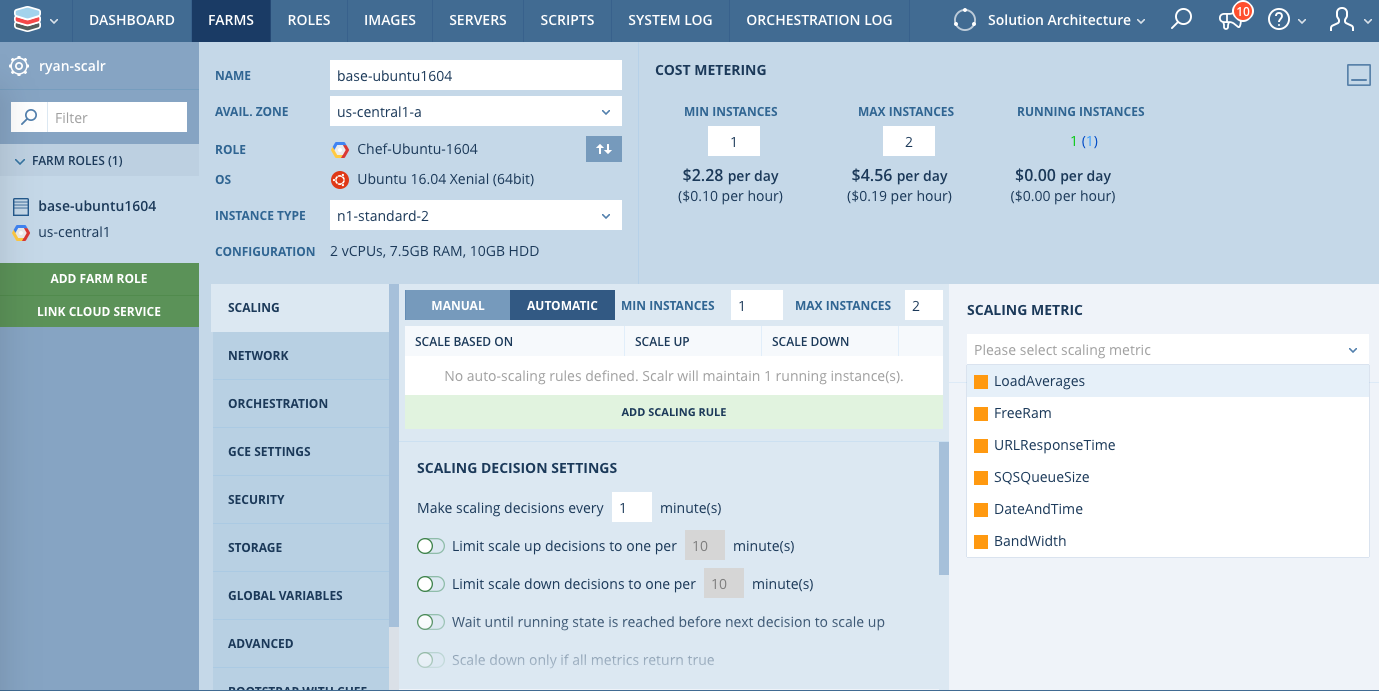 DASHBOARD FARMS ROLES IMAGES SERVERS SCRIPTS SYSTEM LOG ORCHESTRATION LOG Solution Architecture 10
ryan-scalr
Filter
FARM ROLES (1)
base-ubuntu1604
us-central1
ADD FARM ROLE
LINK CLOUD SERVICE
NAME base-ubuntu1604
AVAIL. ZONE us-central1-a
ROLE Chef-Ubuntu-1604
OS Ubuntu 16.04 Xenial (64bit)
INSTANCE TYPE n1-standard-2
CONFIGURATION 2 vCPUs, 7.5GB RAM, 10GB HDD
COST METERING
MIN INSTANCES MAX INSTANCES RUNNING INSTANCES
1 2 1 (1)
$2.28 per day $4.56 per day $0.00 per day
($0.10 per hour) ($0.19 per hour) ($0.00 per hour)
SCALING
NETWORK
ORCHESTRATION
GCE SETTINGS
SECURITY
STORAGE
GLOBAL VARIABLES
ADVANCED
BOOTSTRAP WITH CHEF
MANUAL AUTOMATIC MIN INSTANCES 1 MAX INSTANCES 2
SCALE BASED ON SCALE UP SCALE DOWN
No auto-scaling rules defined. Scalr will maintain 1 running instance(s).
ADD SCALING RULE
SCALING DECISION SETTINGS
Make scaling decisions every 1 minute(s)
Limit scale up decisions to one per 10 minute(s)
Limit scale down decisions to one per 10 minute(s)
Wait until running state is reached before next decision to scale up
Scale down only if all metrics return true
SCALING METRIC
Please select scaling metric
LoadAverages
FreeRam
URLResponseTime
SQSQueueSize
DateAndTime
BandWidth